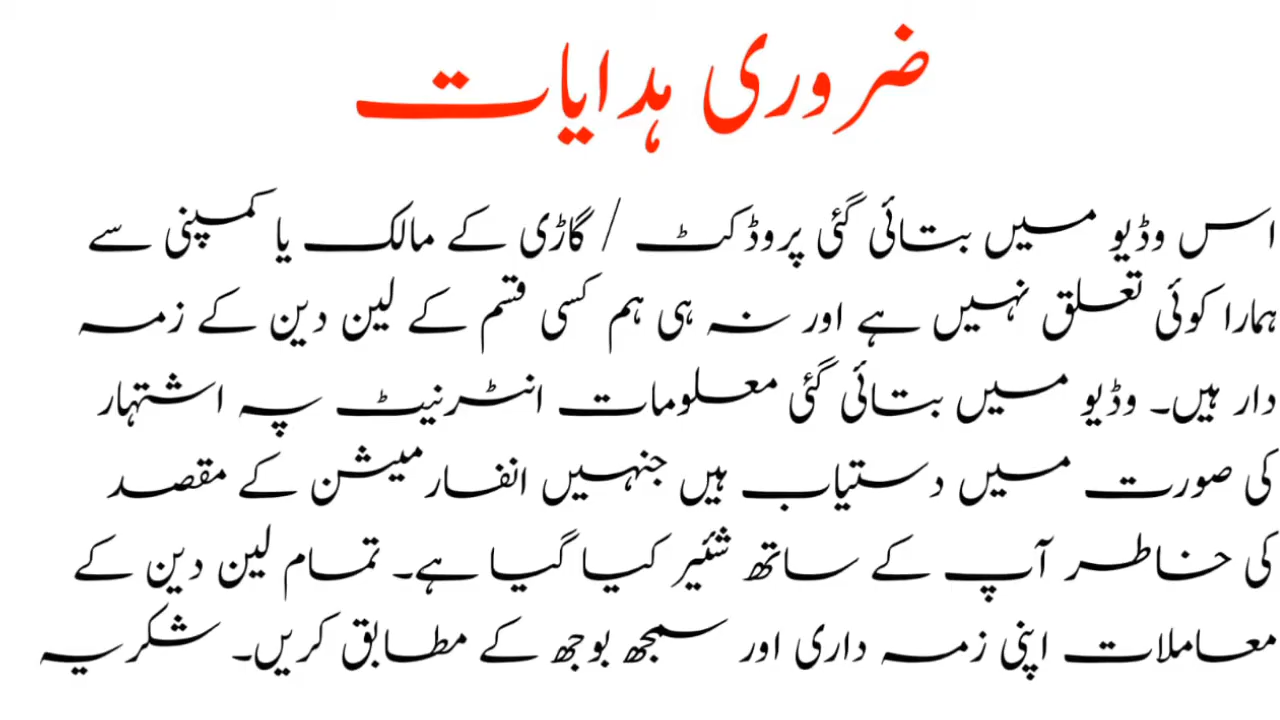 ضروری ہدایات
اس وڈیو میں بتائی گئی پروڈکٹ / گاڑی کے مالک یا کمپنی سے
ہمارا کوئی تعلق نہیں ہے اور نہ ہی ہم کسی قسم کے لین دین کے زمہ
دار ہیں۔ وڈیو میں بتائی گئی معلومات انٹرنیٹ پہ اشتہار
کی صورت میں دستیاب ہیں جنہیں انفارمیشن کے مقصد
کی خاطر آپ کے ساتھ شئیر کیا گیا ہے۔ تمام لین دین کے
معاملات اپنی زمہ داری اور سمجھ بوجھ کے مطابق کریں۔ شکریہ